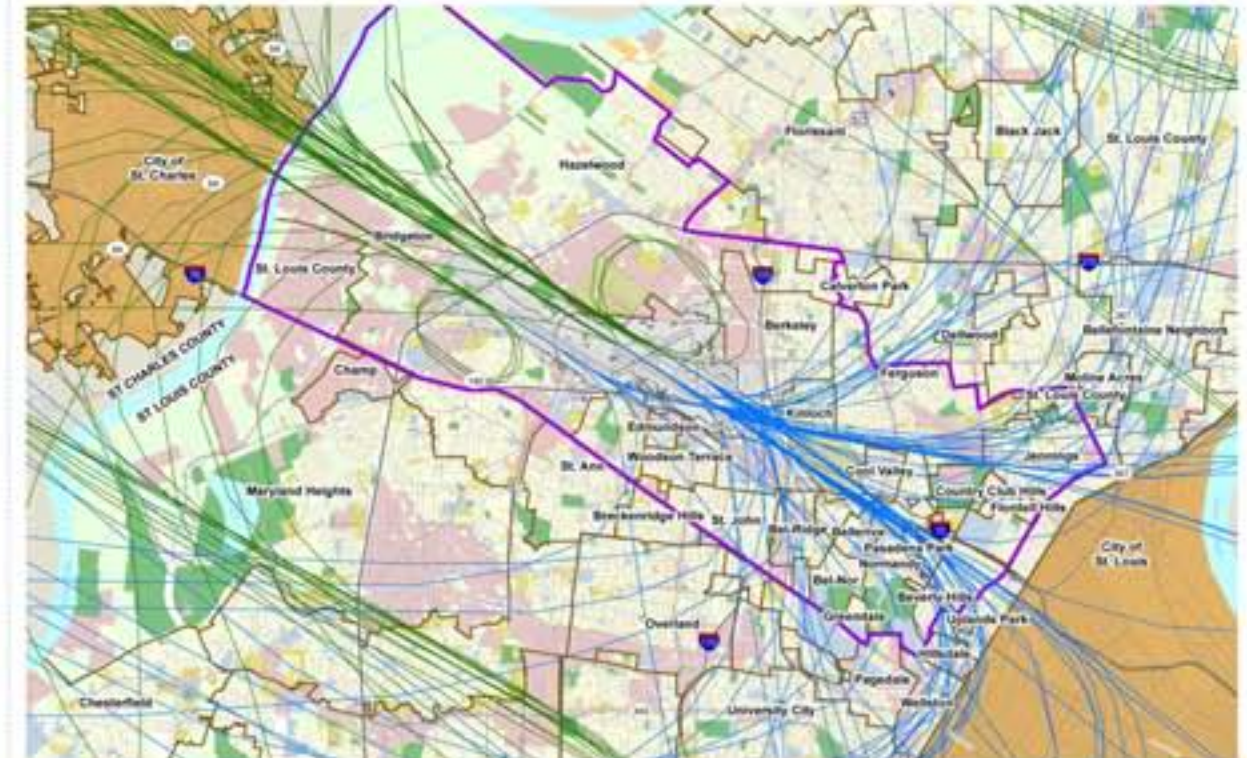 Florissant
Black Jack
St. Louis County
City of
St. Charles
Hazelwood
Bridgeton
St. Louis County
Calverton Park
Berkeley
Dellwood
Bellefontaine Neighbors
ST CHARLES COUNTY
ST LOUIS COUNTY
Champ
Ferguson
Moline Acres
St. Louis County
Kinloch
Edmundson
Woodson Terrace
St. Ann
Cool Valley
Jennings
Maryland Heights
Country Club Hills
Flordell Hills
Breckenridge Hills
St. John
Bel-Ridge
Bellerive
Pasadena Park
Normandy
City of
St. Louis
Bel-Nor
Beverly Hills
Greendale
Uplands Park
Overland
Hillsdale
Pagedale
Chesterfield
University City
Wellston